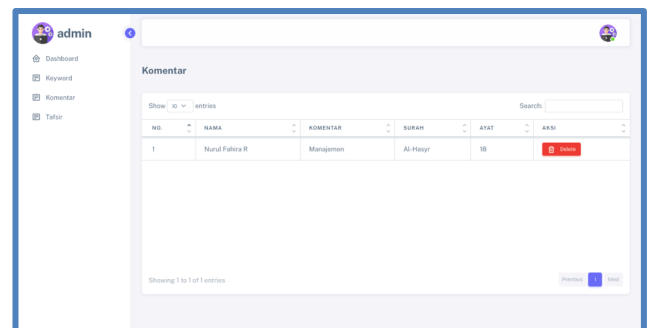 admin
Dashboard
Keyword
Komentar
Tafsir
Komentar
Show 10 entries
Search:
NO. NAMA KOMENTAR SURAH AYAT AKSI
1 Nurul Fahira R Manajemen Al-Hasyr 18 Delete
Showing 1 to 1 of 1 entries
Previous 1 Next